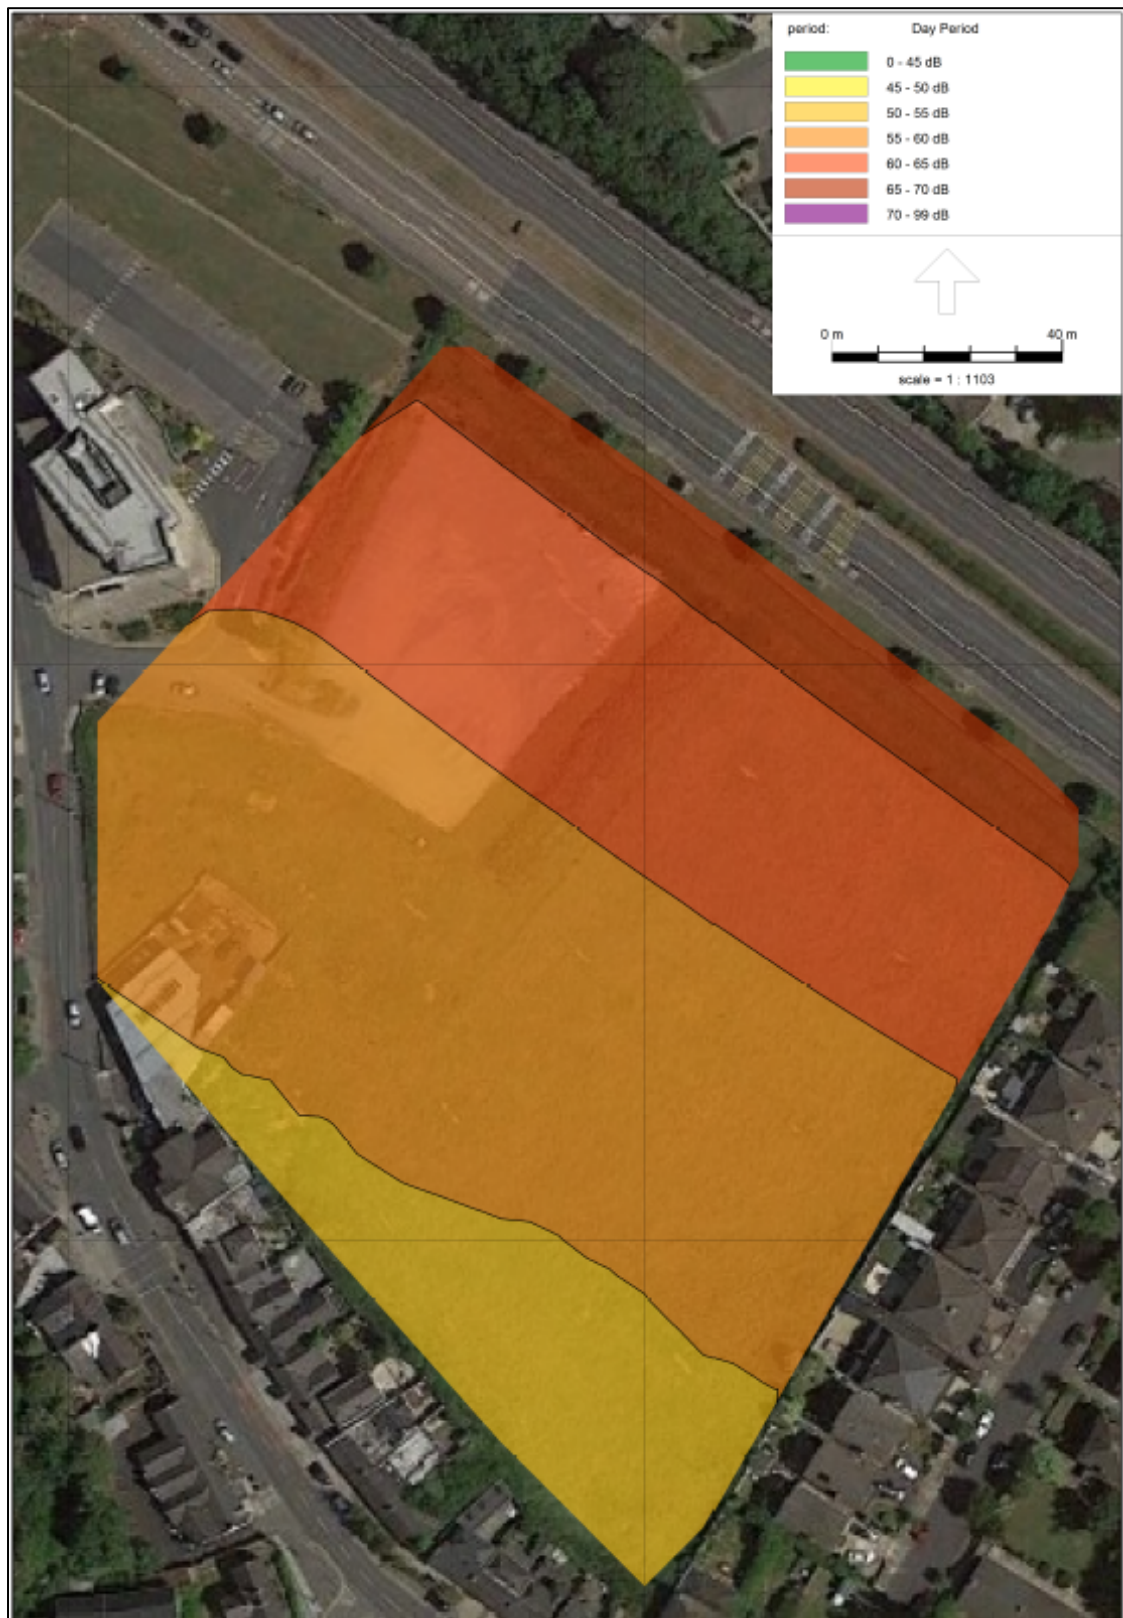 period: Day Period
0 - 45 dB
45 - 50 dB
50 - 55 dB
55 - 60 dB
60 - 65 dB
65 - 70 dB
70 - 99 dB
0 m 40 m
scale = 1 : 1103